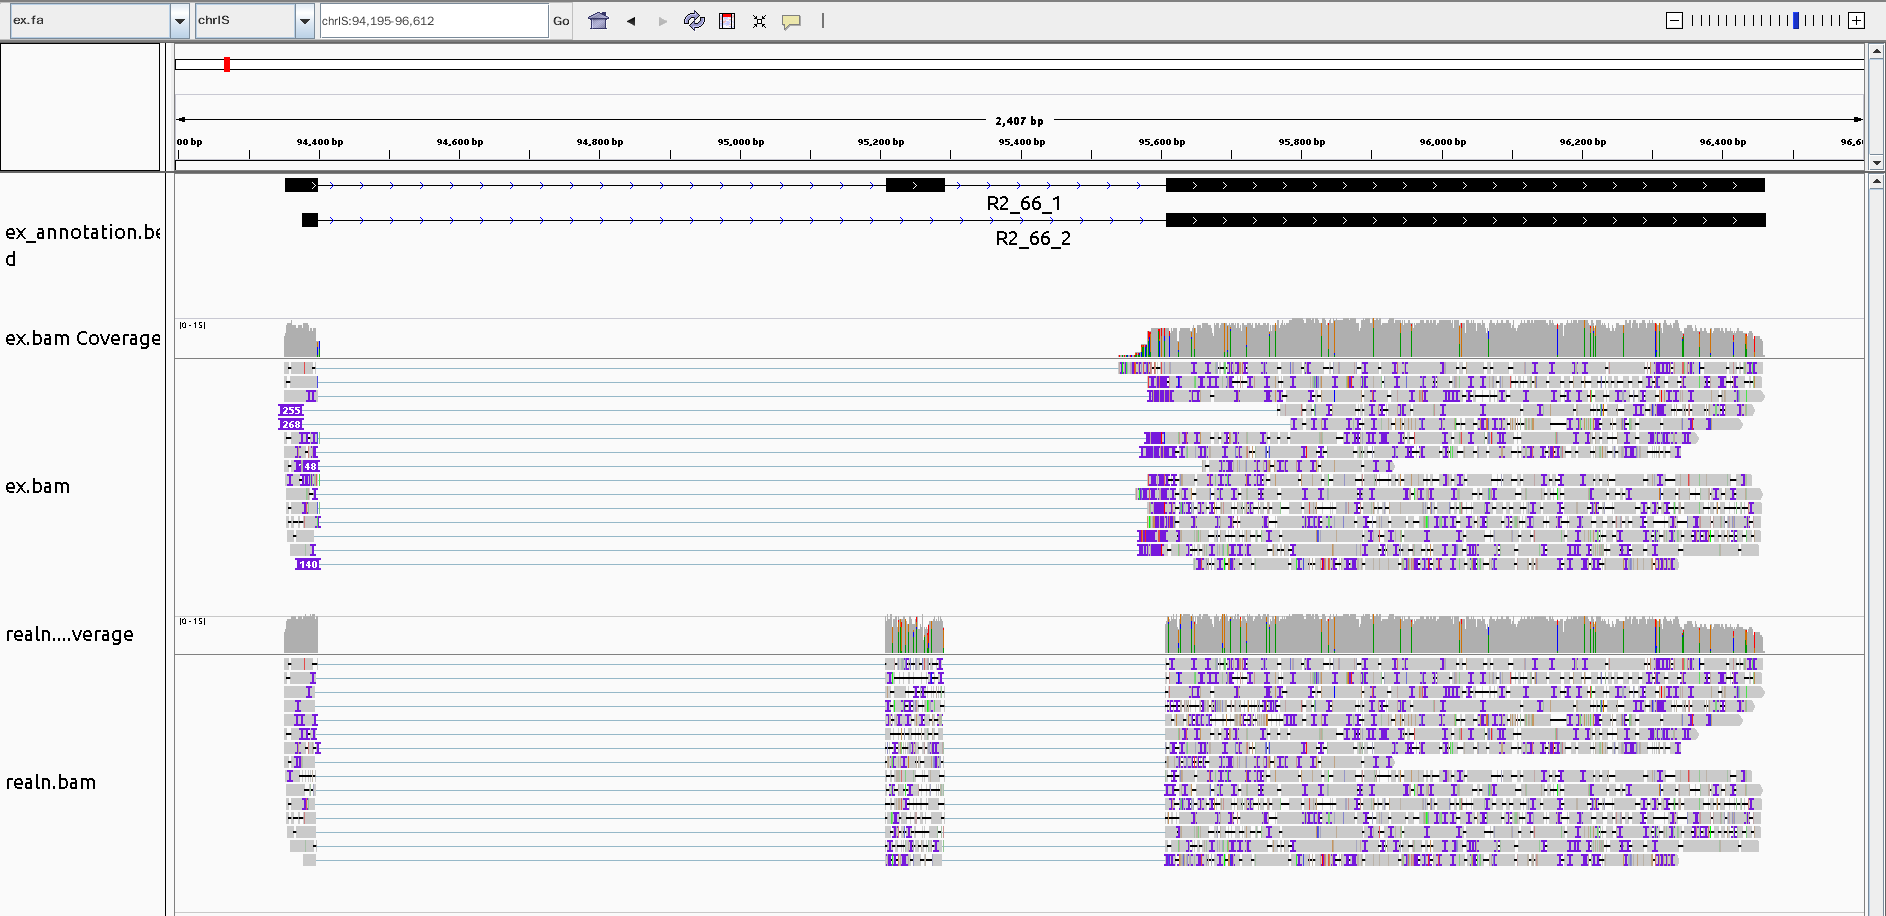 ex.fa chrIS chrIS:94,195-96,612 Go
2,407 bp
00 bp 94,400 bp 94,600 bp 94,800 bp 95,000 bp 95,200 bp 95,400 bp 95,600 bp 95,800 bp 96,000 bp 96,200 bp 96,400 bp 96,6
R2_66_1
ex_annotation.be
d
R2_66_2
[0 - 15]
ex.bam Coverage
255
268
48
ex.bam
140
[0 - 15]
realn....verage
realn.bam